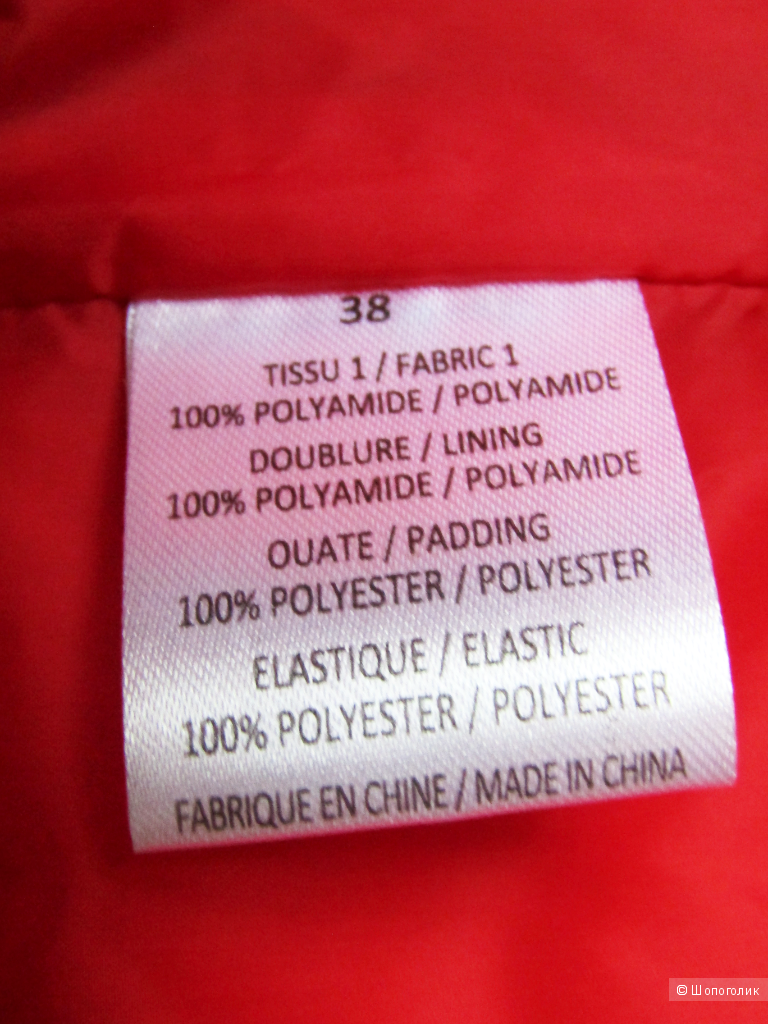 38
TISSU 1 / FABRIC 1
100% POLYAMIDE / POLYAMIDE
DOUBLURE / LINING
100% POLYAMIDE / POLYAMIDE
OUATE / PADDING
100% POLYESTER / POLYESTER
ELASTIQUE / ELASTIC
100% POLYESTER / POLYESTER
FABRIQUE EN CHINE / MADE IN CHINA
© Шопоголик